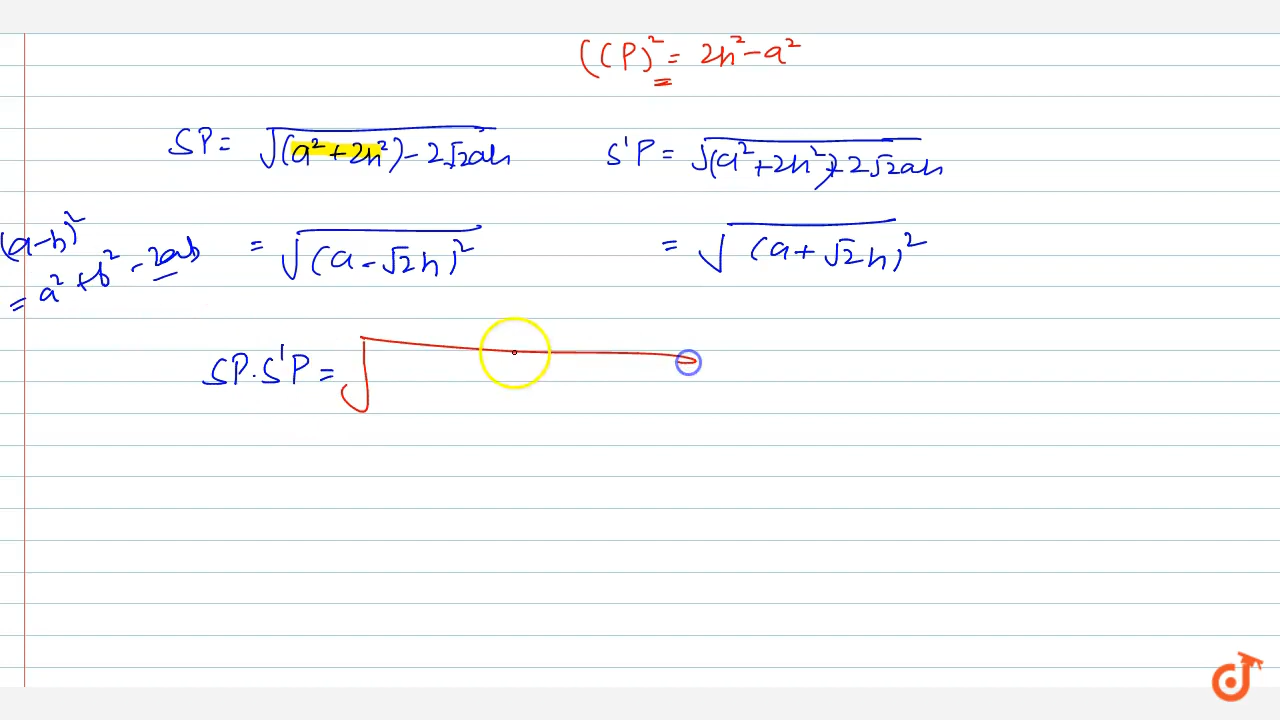 (CP)² = 2h² - a²
SP = √(a² + 2h²) - 2√2ah S'P = √(a² + 2h²) + 2√2ah
(a-b)² = √(a - √2h)² = √(a + √2h)²
= a² + b² - 2ab
SP.S'P = √